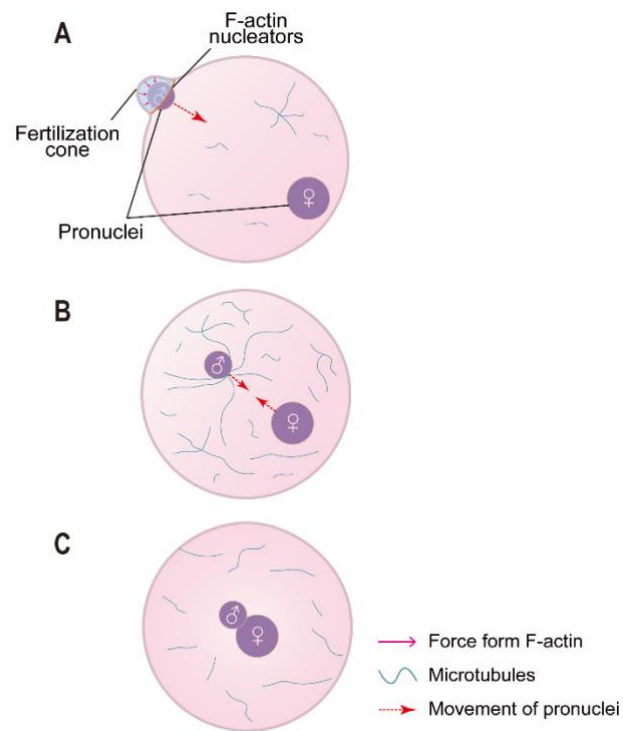 A
F-actin
nucleators
♂
Fertilization
cone
♀
Pronuclei
B
♂
♀
C
♂
♀
Force form F-actin
Microtubules
Movement of pronuclei